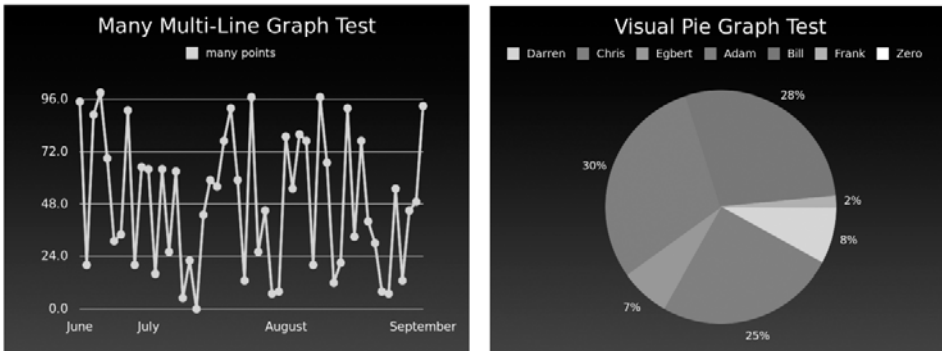 Many Multi-Line Graph Test
many points
96.0
72.0
48.0
24.0
0.0
June July August September
Visual Pie Graph Test
Darren Chris Egbert Adam Bill Frank Zero
28%
30%
2%
8%
7%
25%